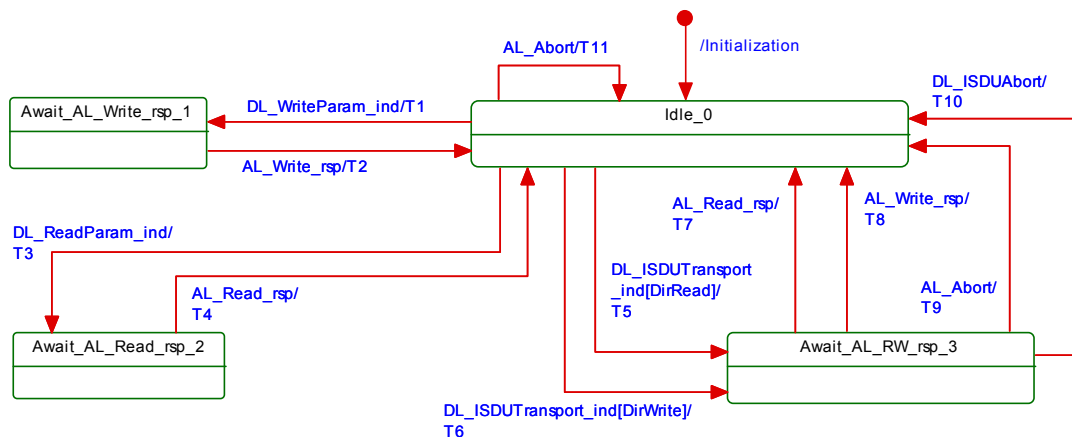 /Initialization
AL_Abort/T11
DL_ISDUAbort/
T10
Await_AL_Write_rsp_1
DL_WriteParam_ind/T1
Idle_0
AL_Write_rsp/T2
DL_ReadParam_ind/
T3
AL_Read_rsp/
T7
AL_Write_rsp/
T8
AL_Read_rsp/
T4
DL_ISDUTransport
_ind[DirRead]/
T5
AL_Abort/
T9
Await_AL_Read_rsp_2
Await_AL_RW_rsp_3
DL_ISDUTransport_ind[DirWrite]/
T6